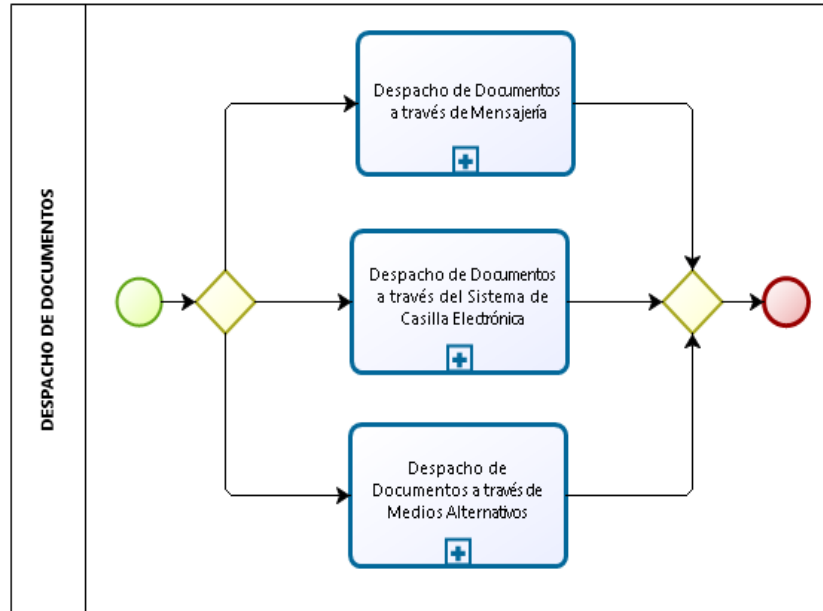 DESPACHO DE DOCUMENTOS
Despacho de Documentos
a través de Mensajería
Despacho de Documentos
a través del Sistema de
Casilla Electrónica
Despacho de
Documentos a través de
Medios Alternativos